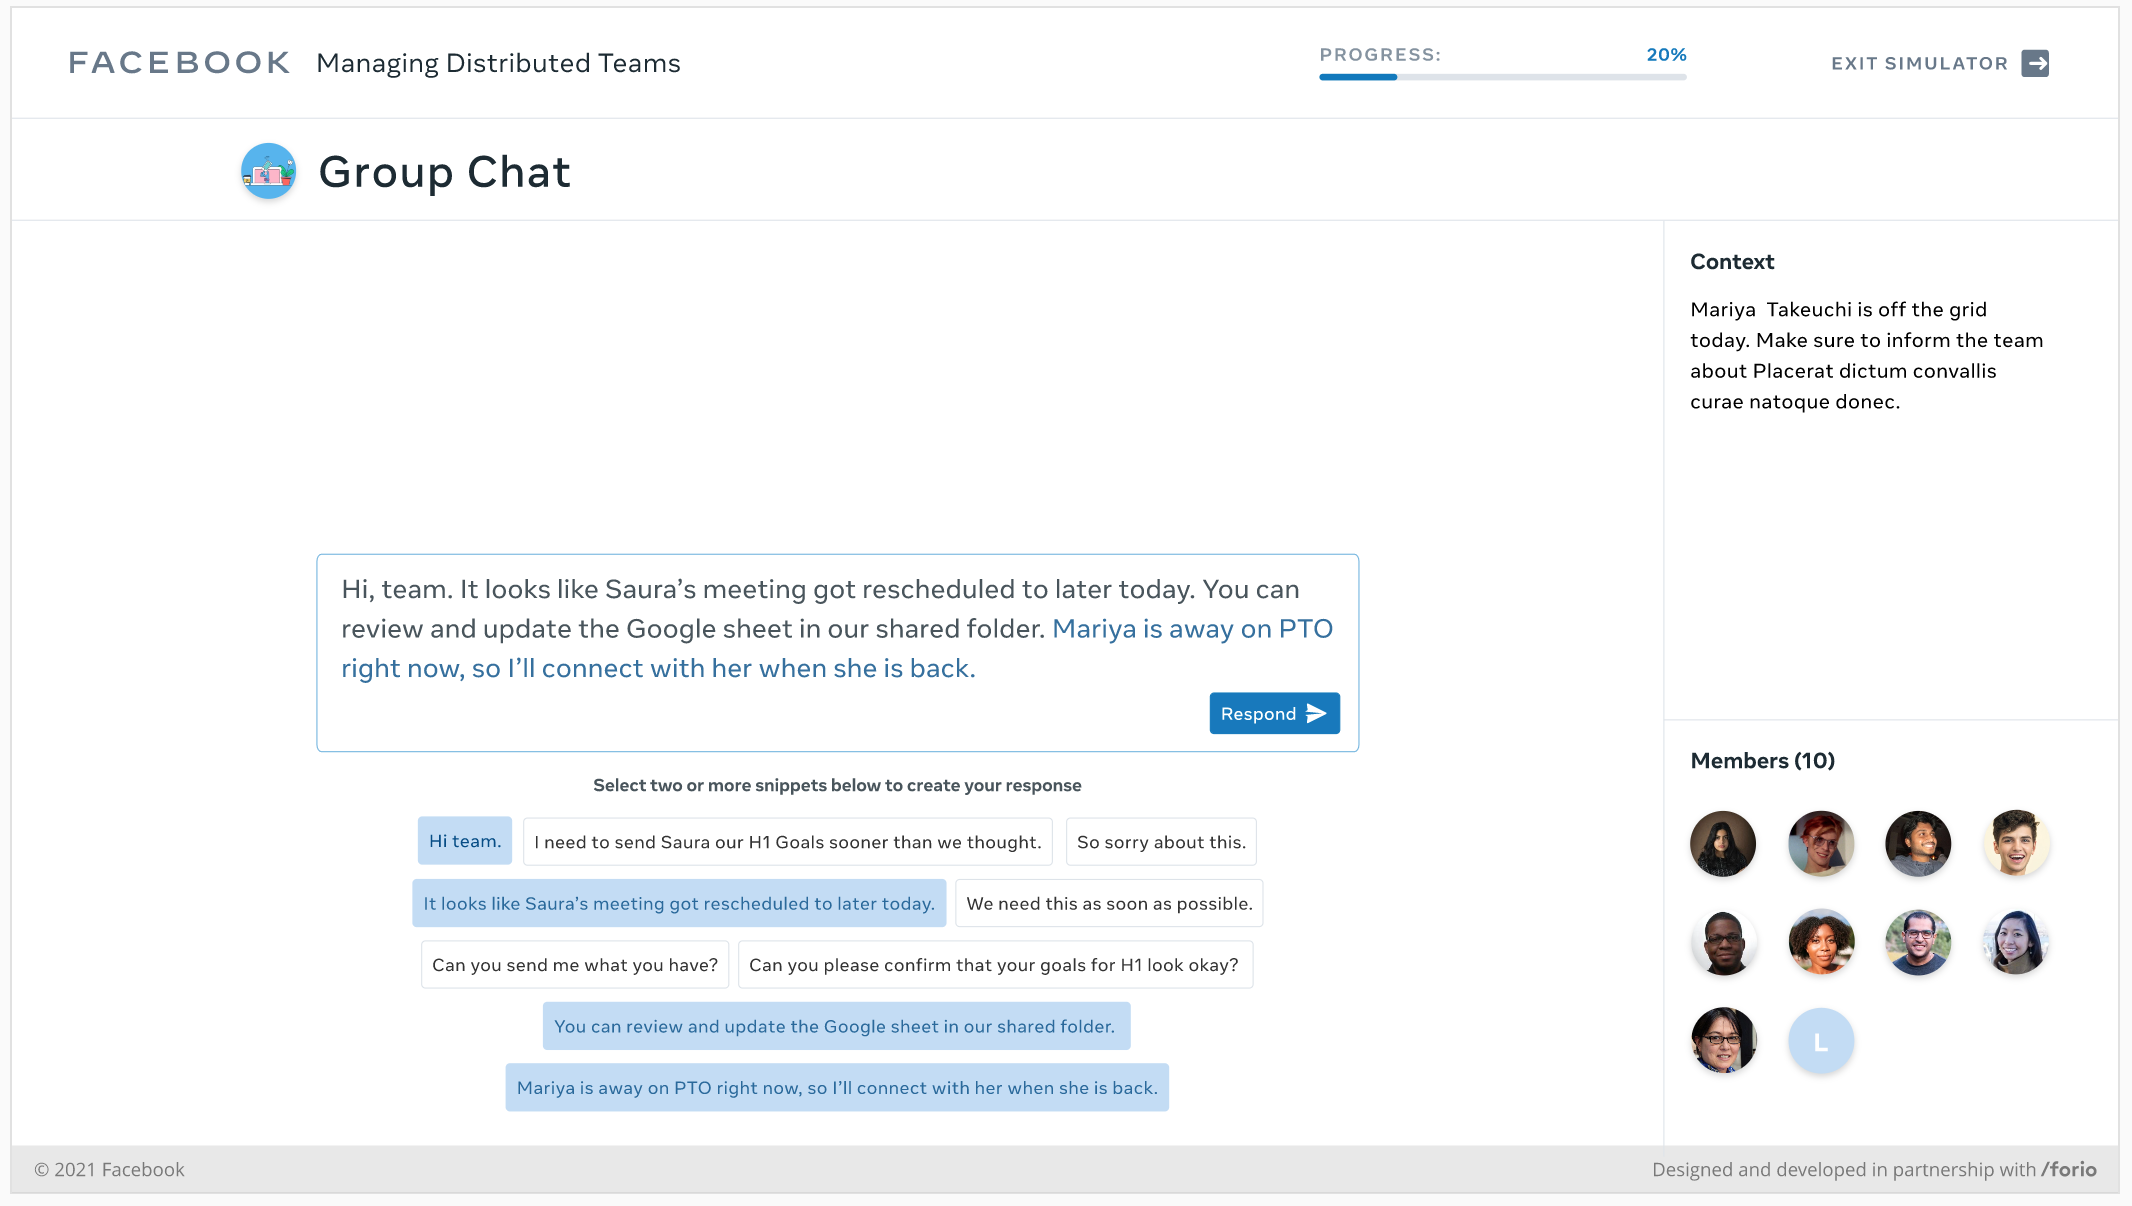 FACEBOOK Managing Distributed Teams
PROGRESS: 20%
EXIT SIMULATOR
Group Chat
Hi, team. It looks like Saura’s meeting got rescheduled to later today. You can
review and update the Google sheet in our shared folder. Mariya is away on PTO
right now, so I’ll connect with her when she is back.
Respond
Select two or more snippets below to create your response
Hi team. I need to send Saura our H1 Goals sooner than we thought. So sorry about this.
It looks like Saura’s meeting got rescheduled to later today. We need this as soon as possible.
Can you send me what you have? Can you please confirm that your goals for H1 look okay?
You can review and update the Google sheet in our shared folder.
Mariya is away on PTO right now, so I’ll connect with her when she is back.
Context
Mariya Takeuchi is off the grid
today. Make sure to inform the team
about Placerat dictum convallis
curae natoque donec.
Members (10)
L
© 2021 Facebook
Designed and developed in partnership with /forio